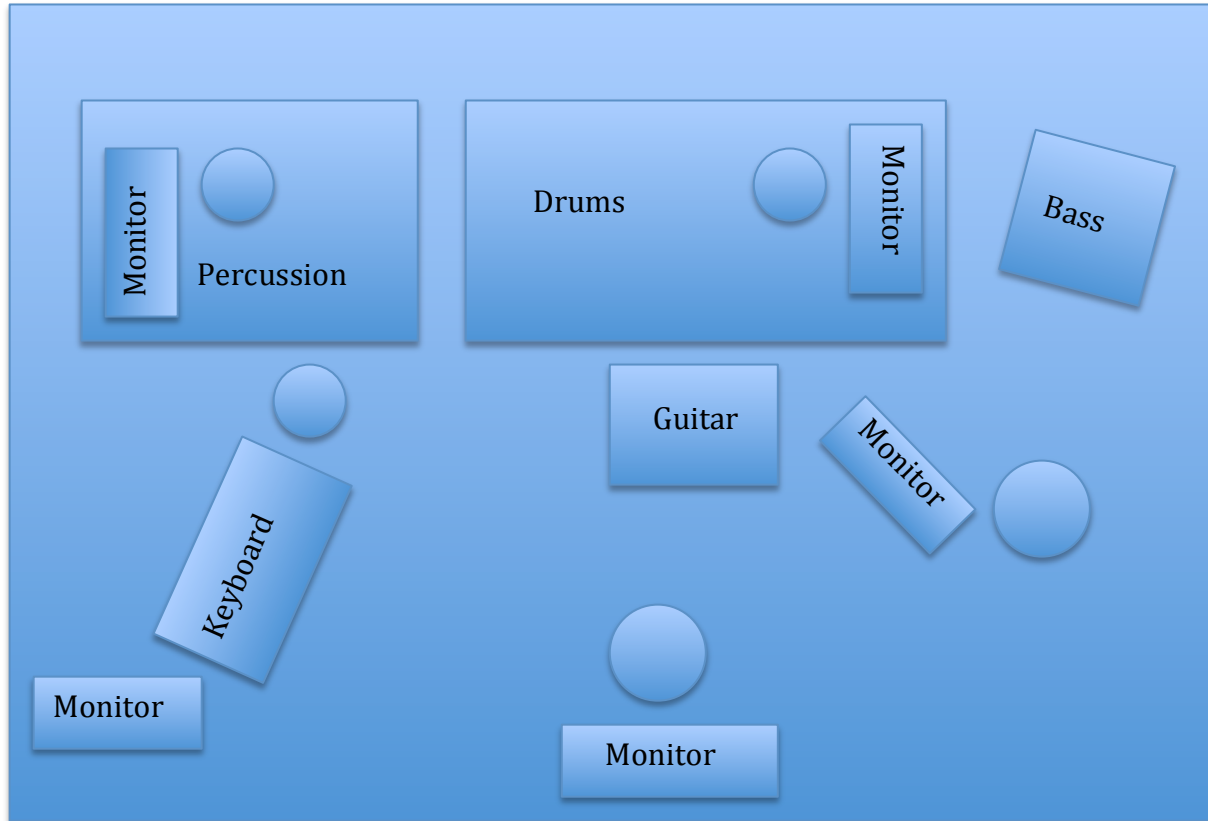 Monitor
Percussion
Drums
Monitor
Bass
Guitar
Monitor
Keyboard
Monitor
Monitor